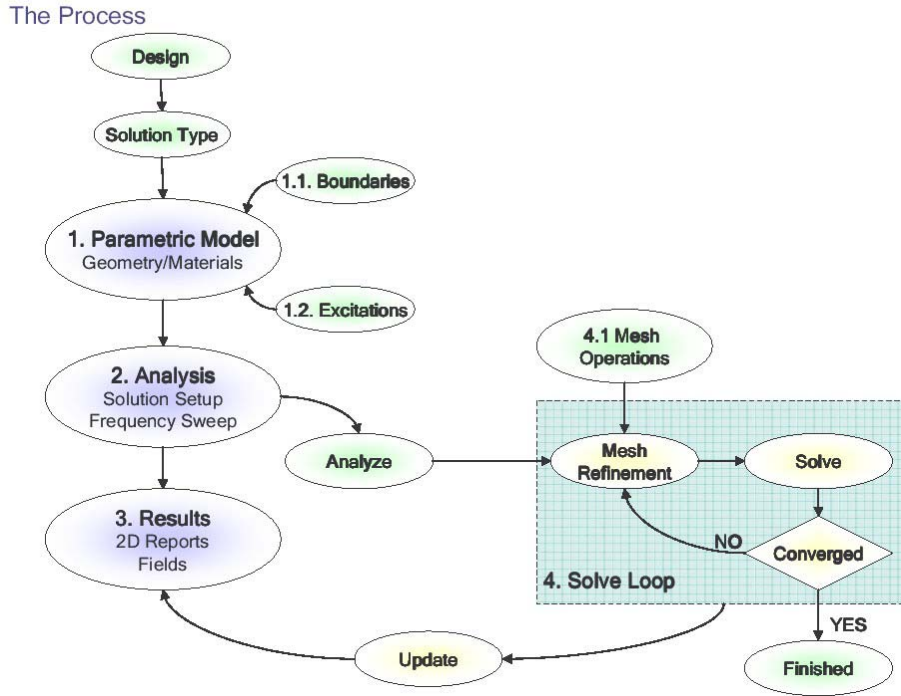 The Process
Design
Solution Type
1.1. Boundaries
1. Parametric Model
Geometry/Materials
1.2. Excitations
4.1 Mesh
Operations
2. Analysis
Solution Setup
Frequency Sweep
Analyze
Mesh
Refinement
Solve
3. Results
2D Reports
Fields
NO
Converged
4. Solve Loop
YES
Update
Finished